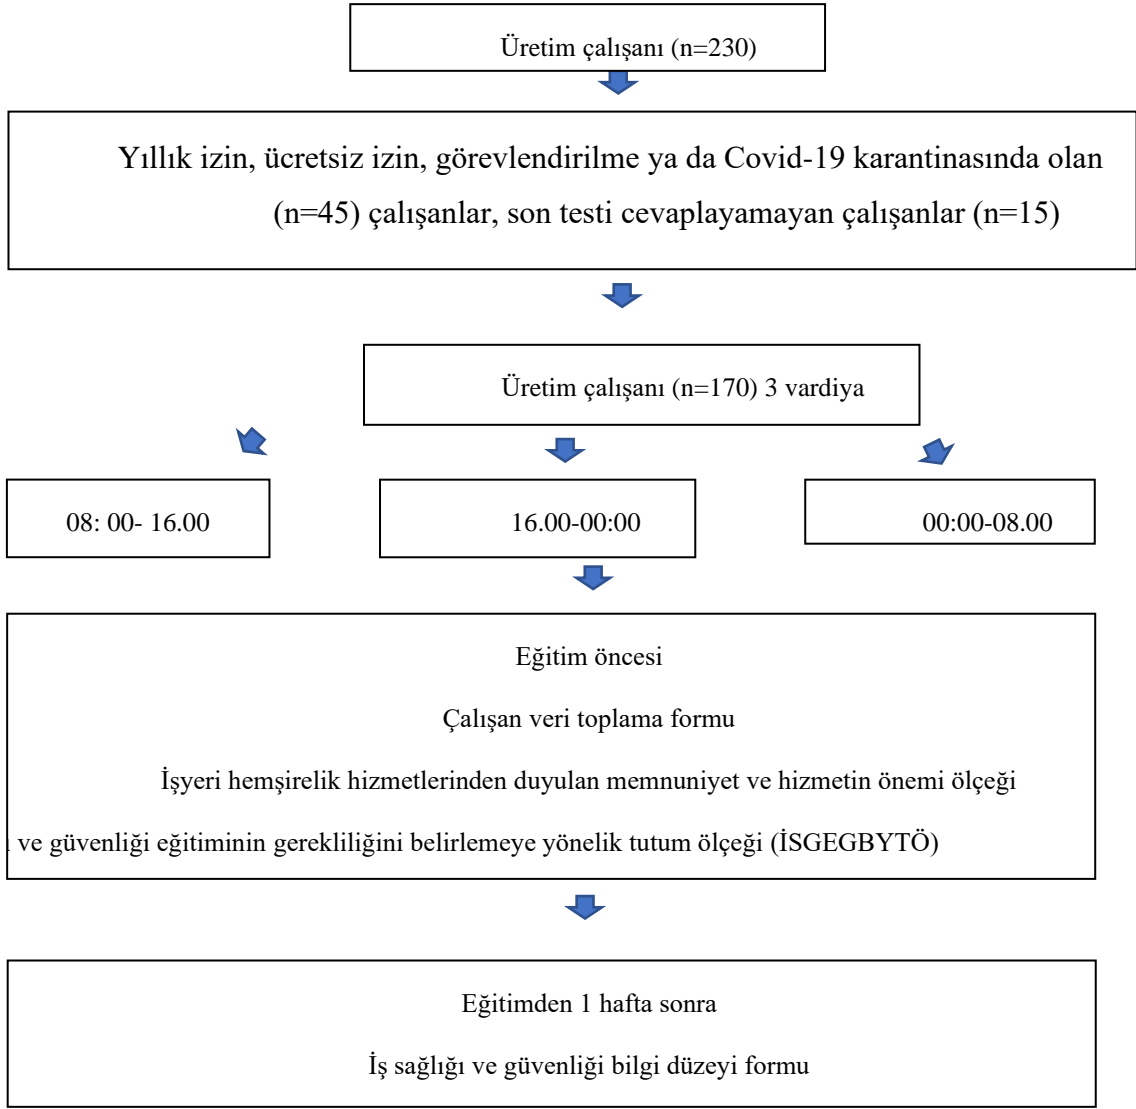 Üretim çalışanı (n=230)
Yıllık izin, ücretsiz izin, görevlendirilme ya da Covid-19 karantinasında olan
(n=45) çalışanlar, son testi cevaplayamayan çalışanlar (n=15)
Üretim çalışanı (n=170) 3 vardiya
08: 00- 16.00
16.00-00:00
00:00-08.00
Eğitim öncesi
Çalışan veri toplama formu
İşyeri hemşirelik hizmetlerinden duyulan memnuniyet ve hizmetin önemi ölçeği
ve güvenliği eğitiminin gerekliliğini belirlemeye yönelik tutum ölçeği (İSGEGBYTÖ)
Eğitimden 1 hafta sonra
İş sağlığı ve güvenliği bilgi düzeyi formu